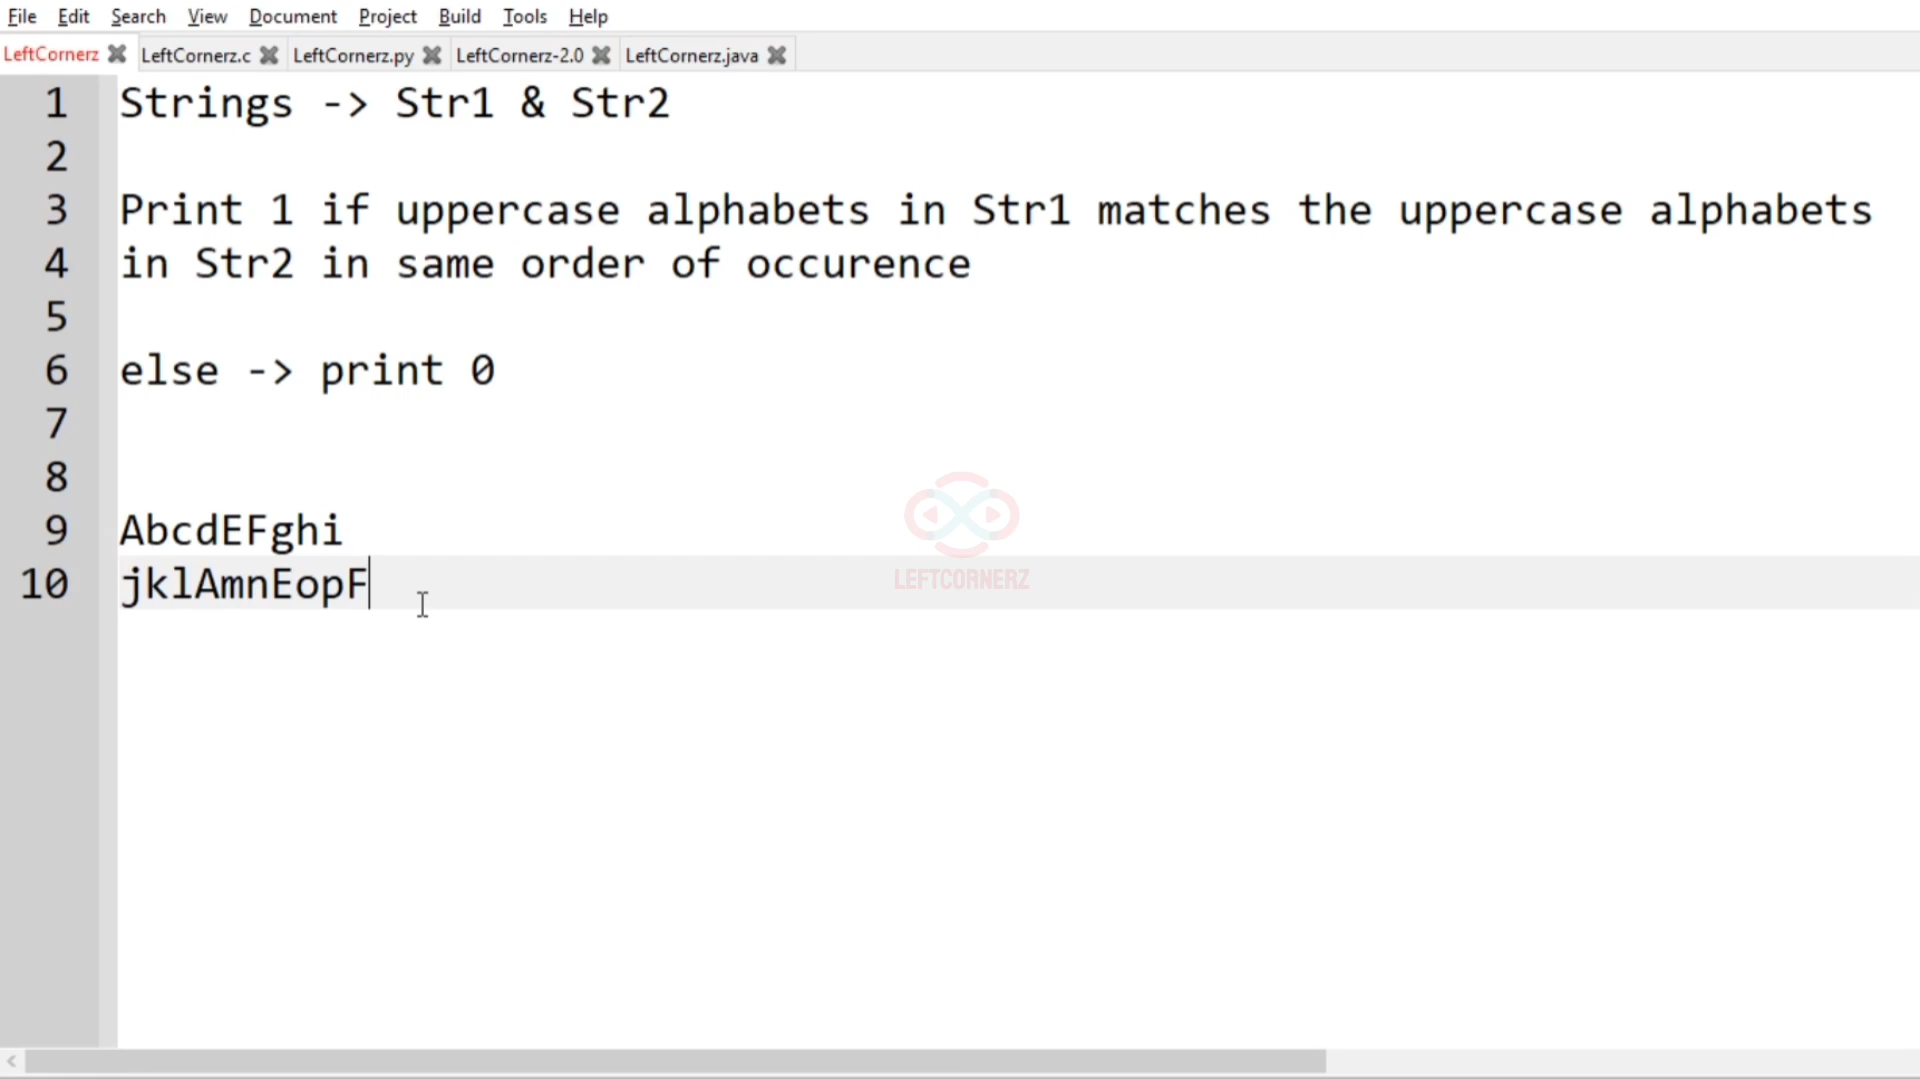 File Edit Search View Document Project Build Tools Help
LeftCornerz LeftCornerz.c LeftCornerz.py LeftCornerz-2.0 LeftCornerz.java
1 Strings -> Str1 & Str2
2
3 Print 1 if uppercase alphabets in Str1 matches the uppercase alphabets
4 in Str2 in same order of occurence
5
6 else -> print 0
7
8
9 AbcdEFghi
10 jklAmnEopF
LEFTCORNERZ